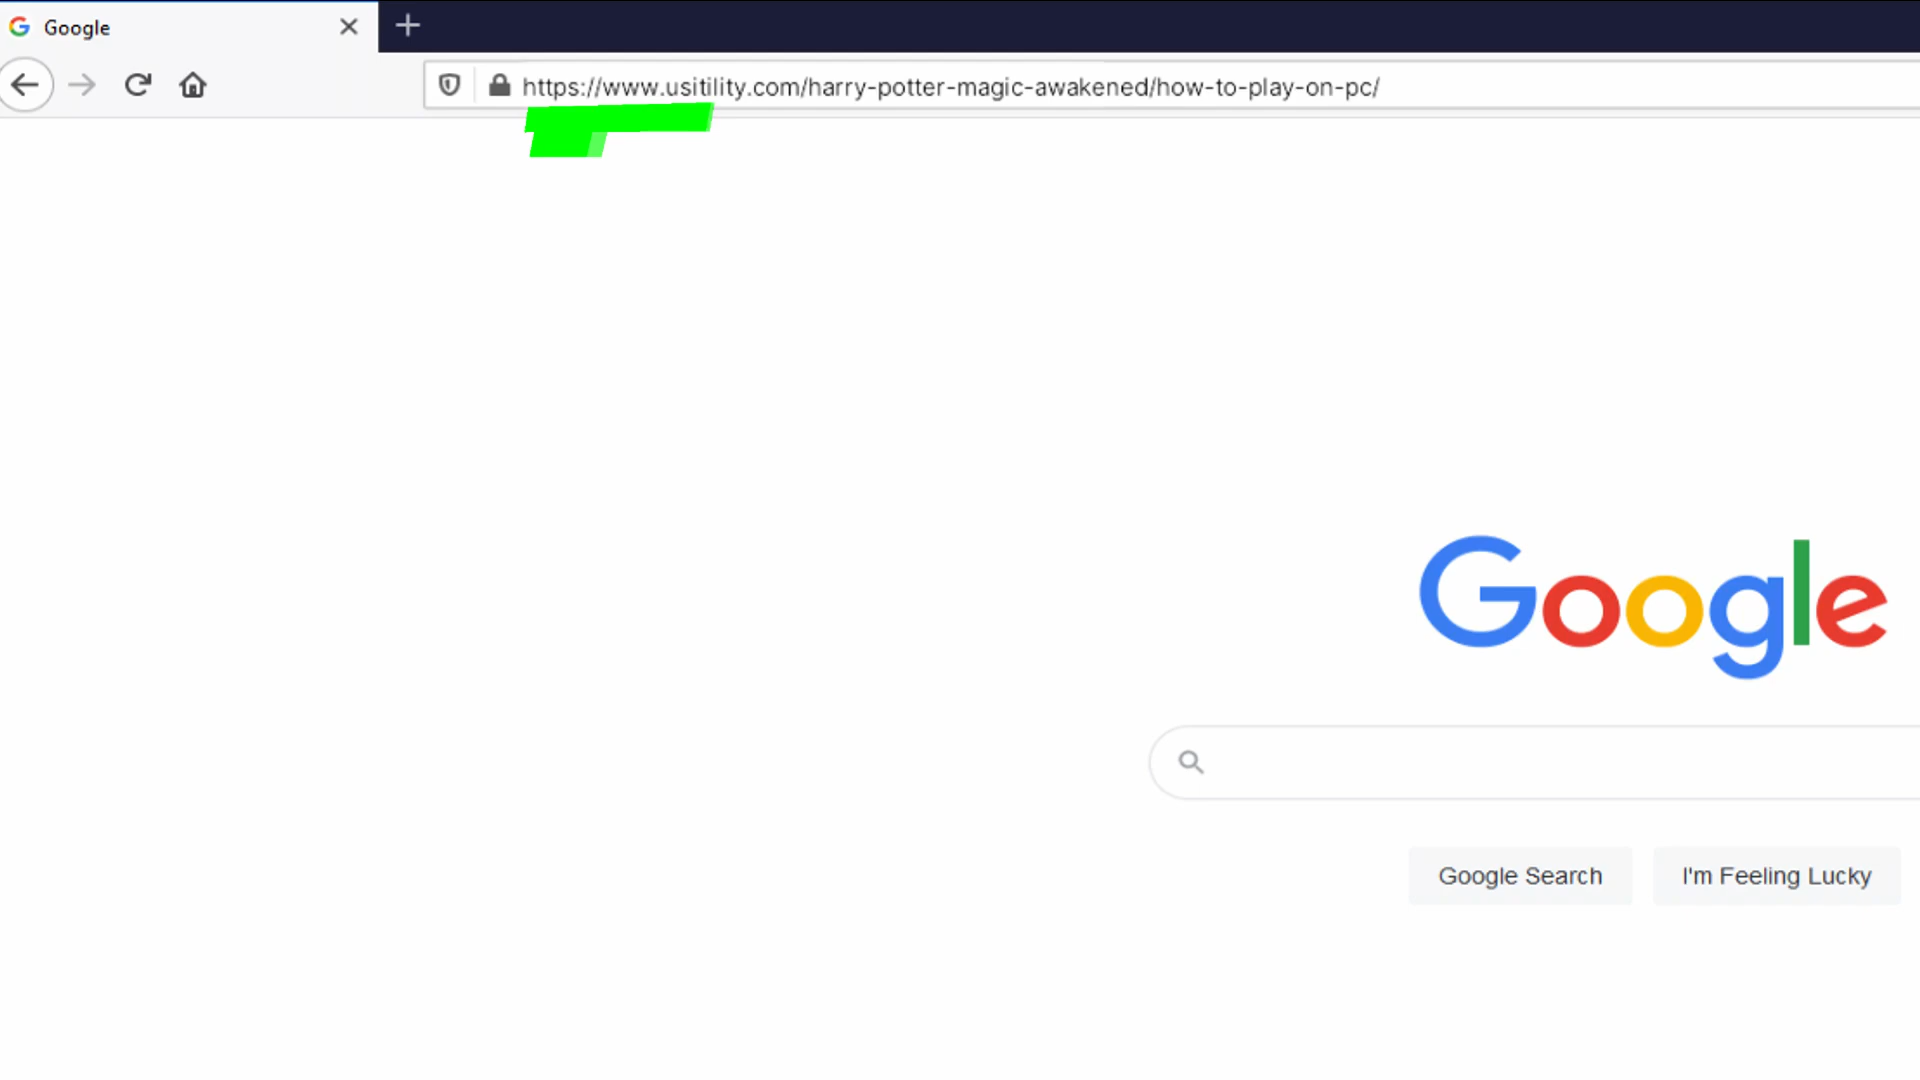 Google
https://www.usitility.com/harry-potter-magic-awakened/how-to-play-on-pc/
Google
Google Search
I'm Feeling Lucky